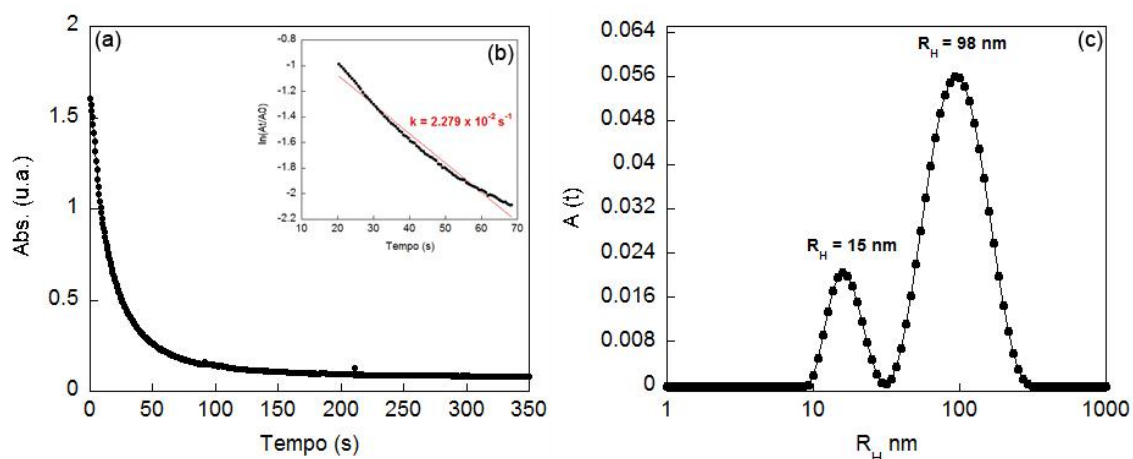 (a)
Abs. (u.a.)
2
1.5
1
0.5
0
0 50 100 150 200 250 300 350
Tempo (s)
(b)
ln(At/A0)
-0.8
-1
-1.2
-1.4
-1.6
-1.8
-2
-2.2
k = 2.279 x 10⁻² s⁻¹
10 20 30 40 50 60 70
Tempo (s)
(c)
A (t)
0.064
0.056
0.048
0.04
0.032
0.024
0.016
0.008
0
R_H = 98 nm
R_H = 15 nm
1 10 100 1000
R_H nm